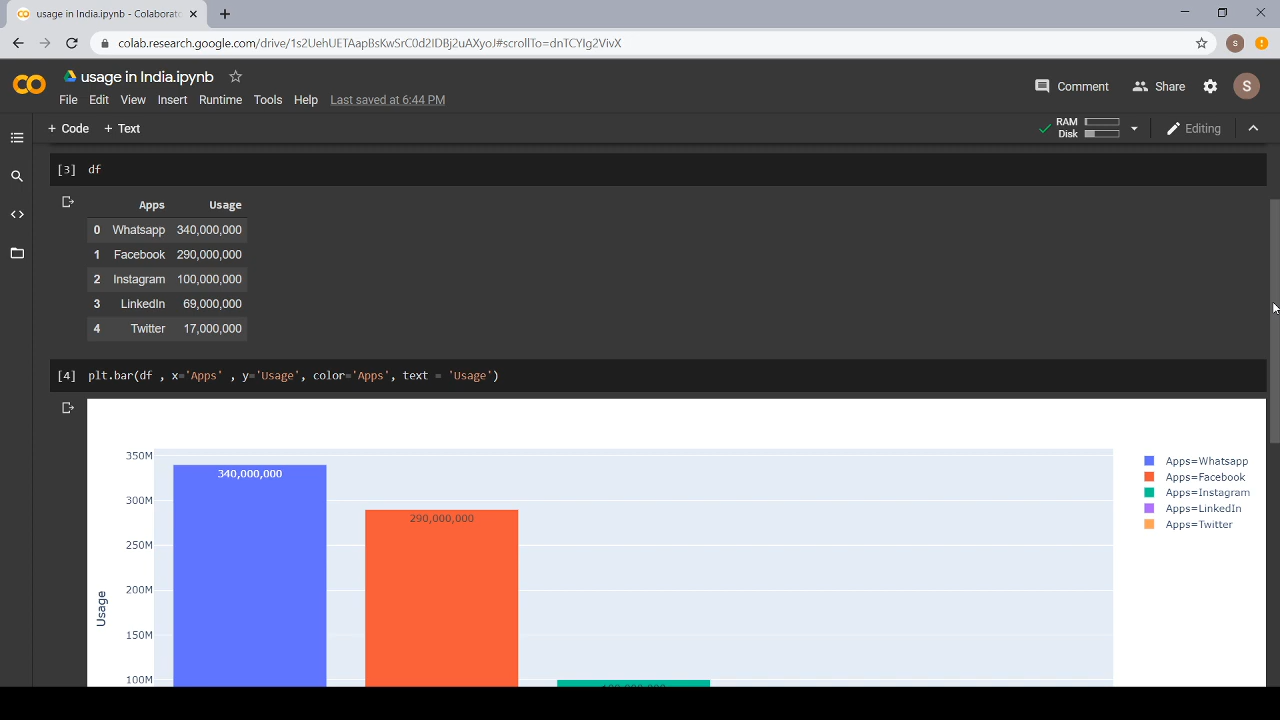 usage in India.ipynb - Colaborato
colab.research.google.com/drive/1s2UehUETAapBsKwSrC0d2IDBj2uAXyoJ#scrollTo=dnTCYIg2VivX
S
usage in India.ipynb
Comment
Share
S
File Edit View Insert Runtime Tools Help Last saved at 6:44 PM
+ Code + Text
RAM
Disk
Editing
[3] df
Apps Usage
0 Whatsapp 340,000,000
1 Facebook 290,000,000
2 Instagram 100,000,000
3 LinkedIn 69,000,000
4 Twitter 17,000,000
[4] plt.bar(df , x='Apps' , y='Usage', color='Apps', text = 'Usage')
350M
300M
250M
200M
150M
100M
Usage
340,000,000
290,000,000
Apps=Whatsapp
Apps=Facebook
Apps=Instagram
Apps=LinkedIn
Apps=Twitter